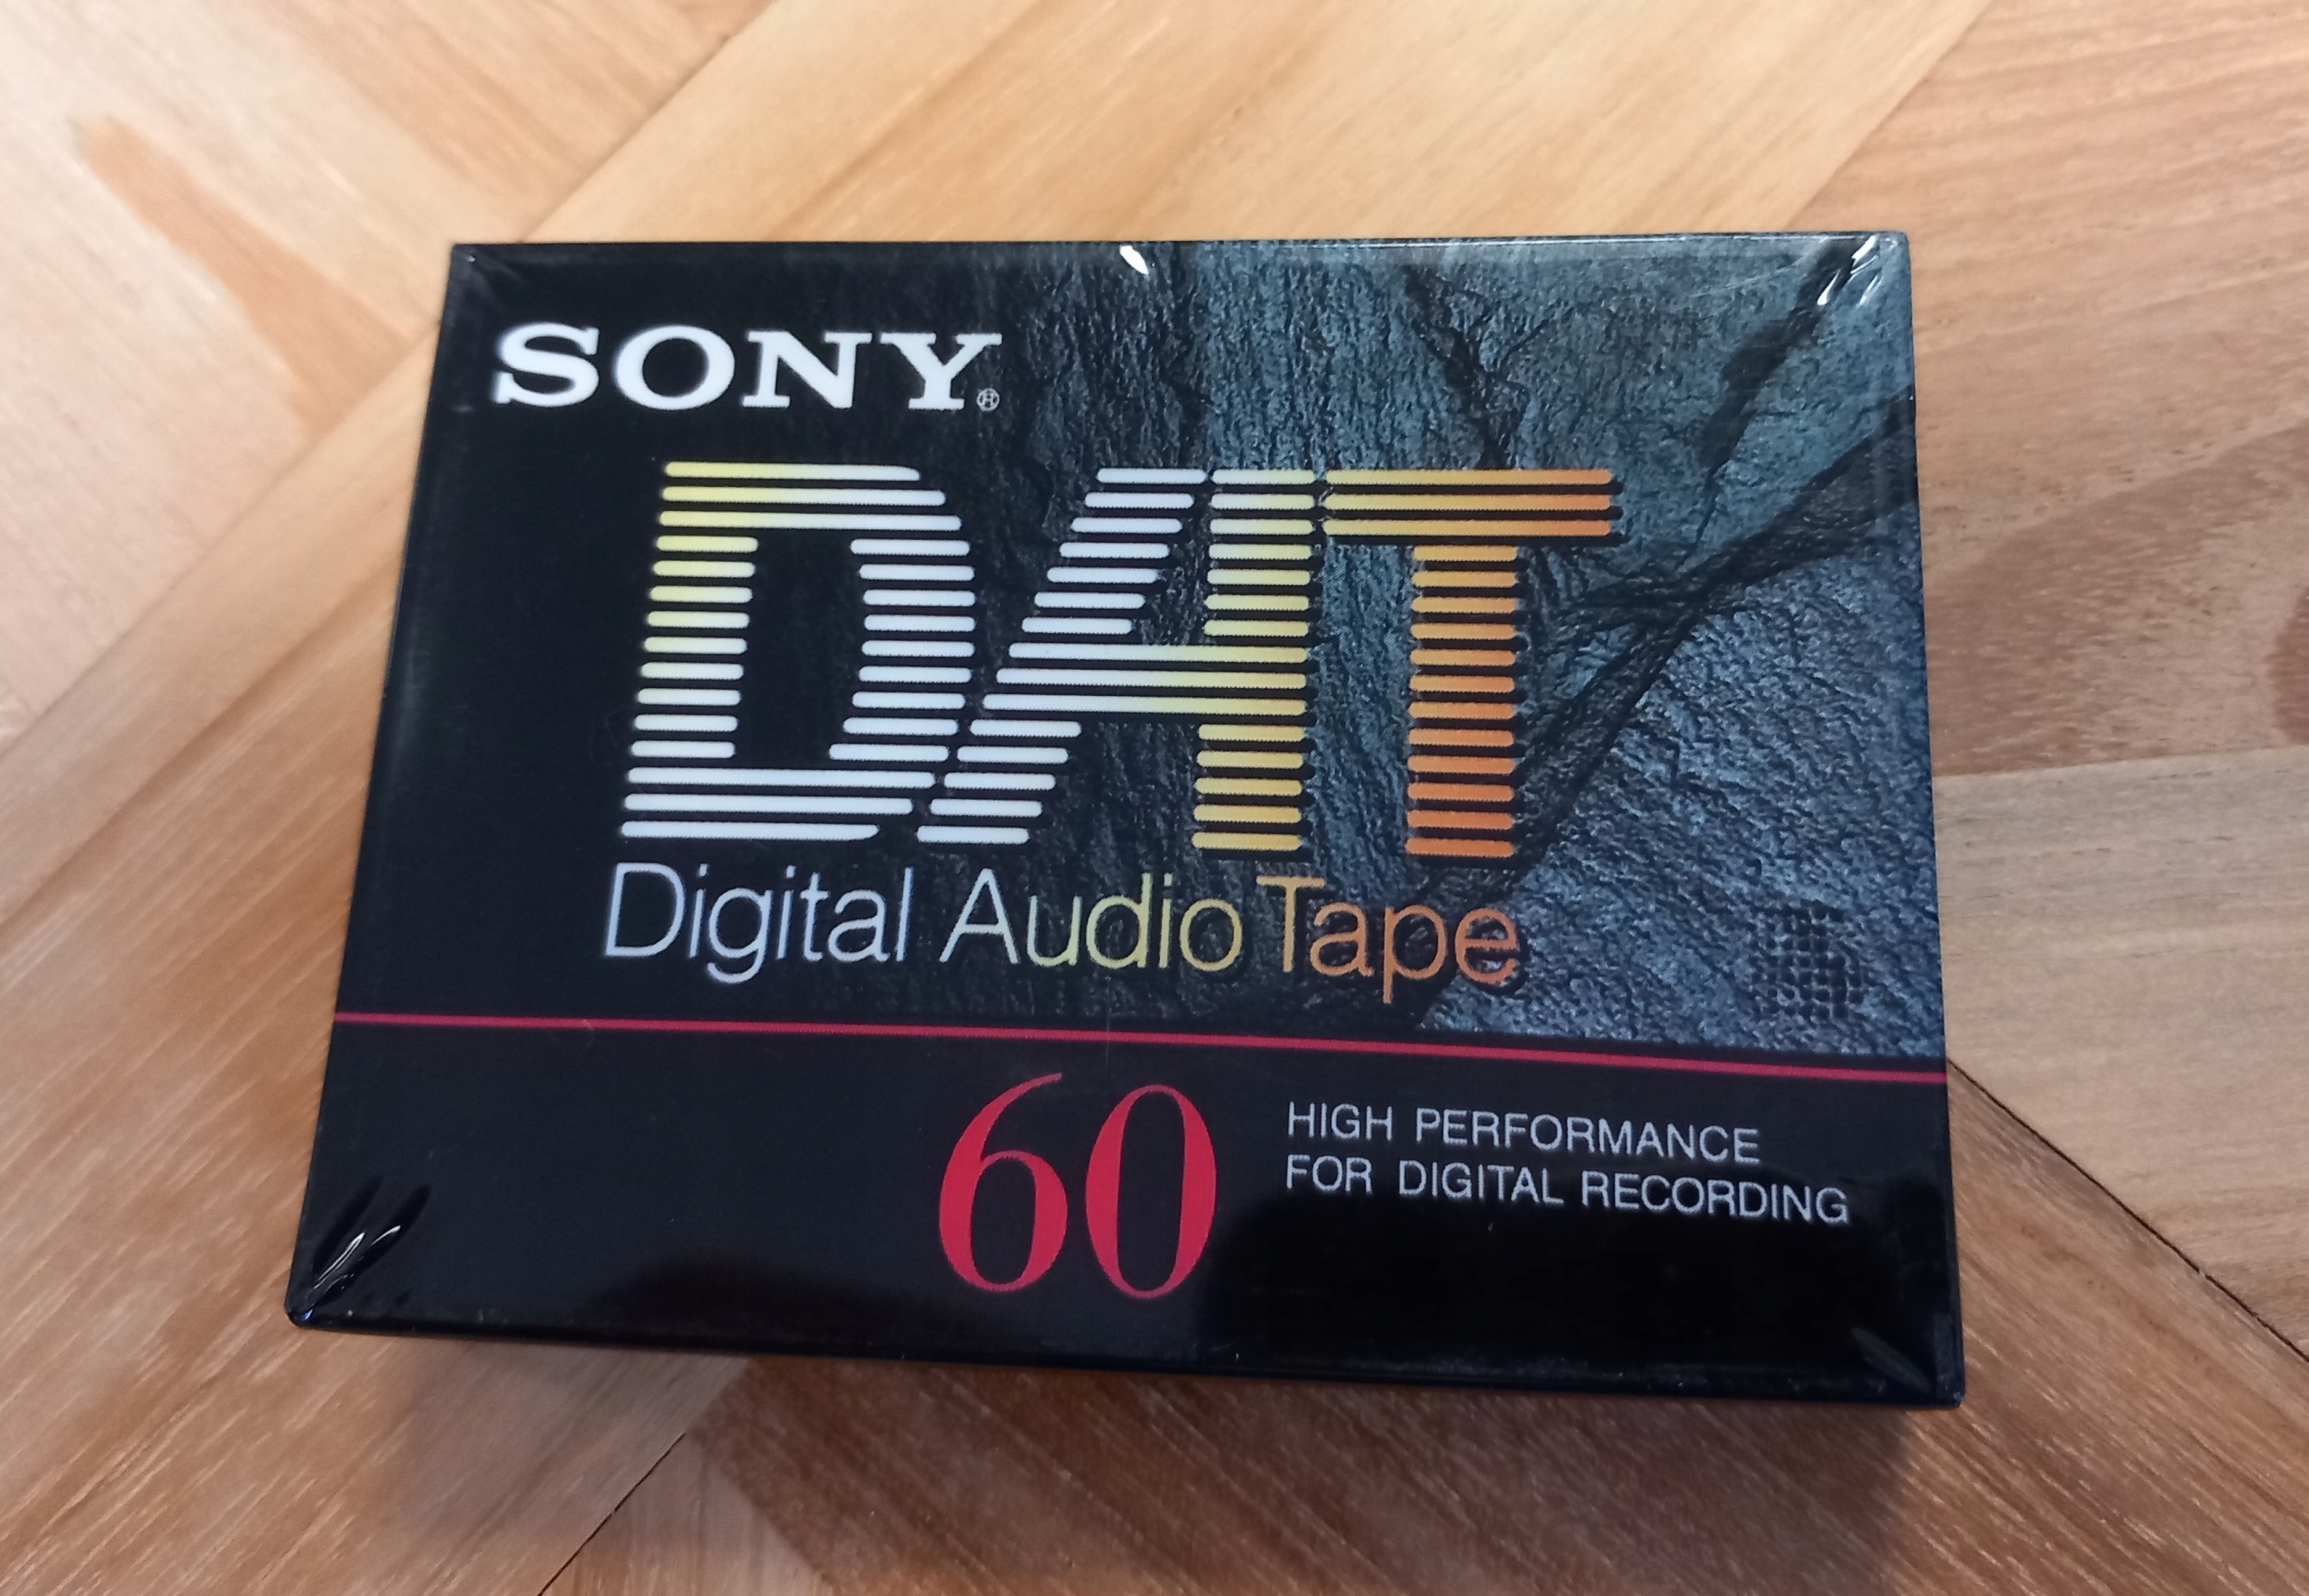 SONY®
DAT
Digital Audio Tape
60
HIGH PERFORMANCE
FOR DIGITAL RECORDING